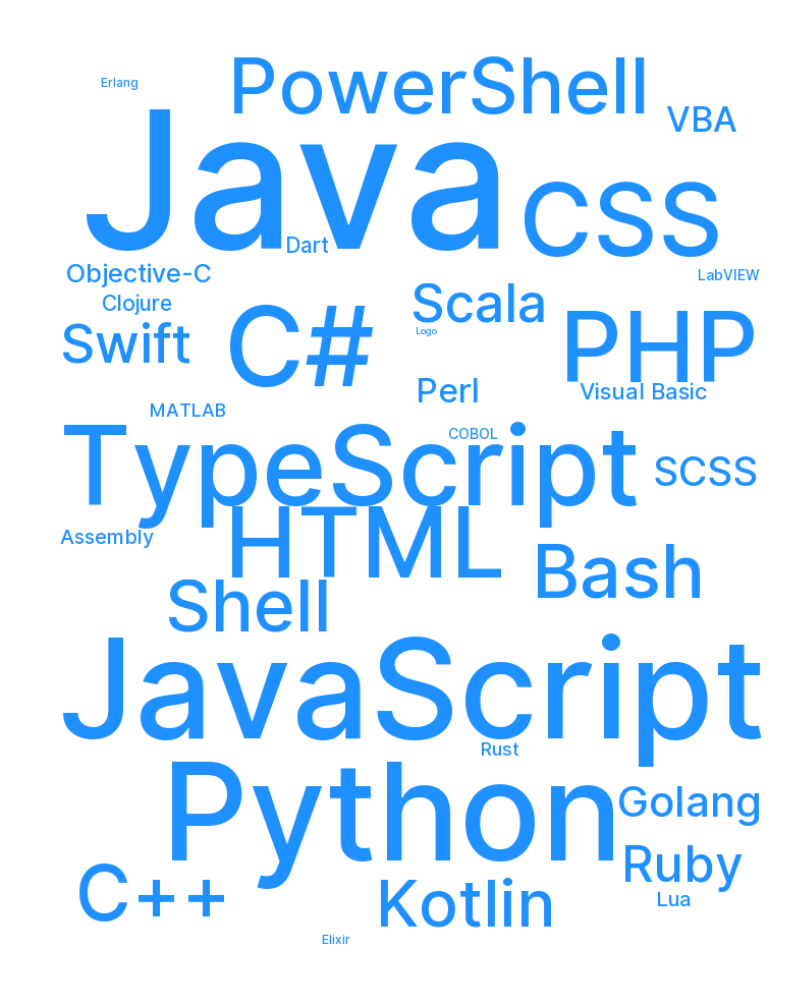 PowerShell
Erlang
VBA
Java
CSS
Dart
Objective-C
LabVIEW
Clojure
Scala
Logo
Swift
C#
PHP
Perl
Visual Basic
MATLAB
COBOL
TypeScript
SCSS
Assembly
HTML
Bash
Shell
JavaScript
Rust
Python
Golang
Ruby
C++
Lua
Kotlin
Elixir